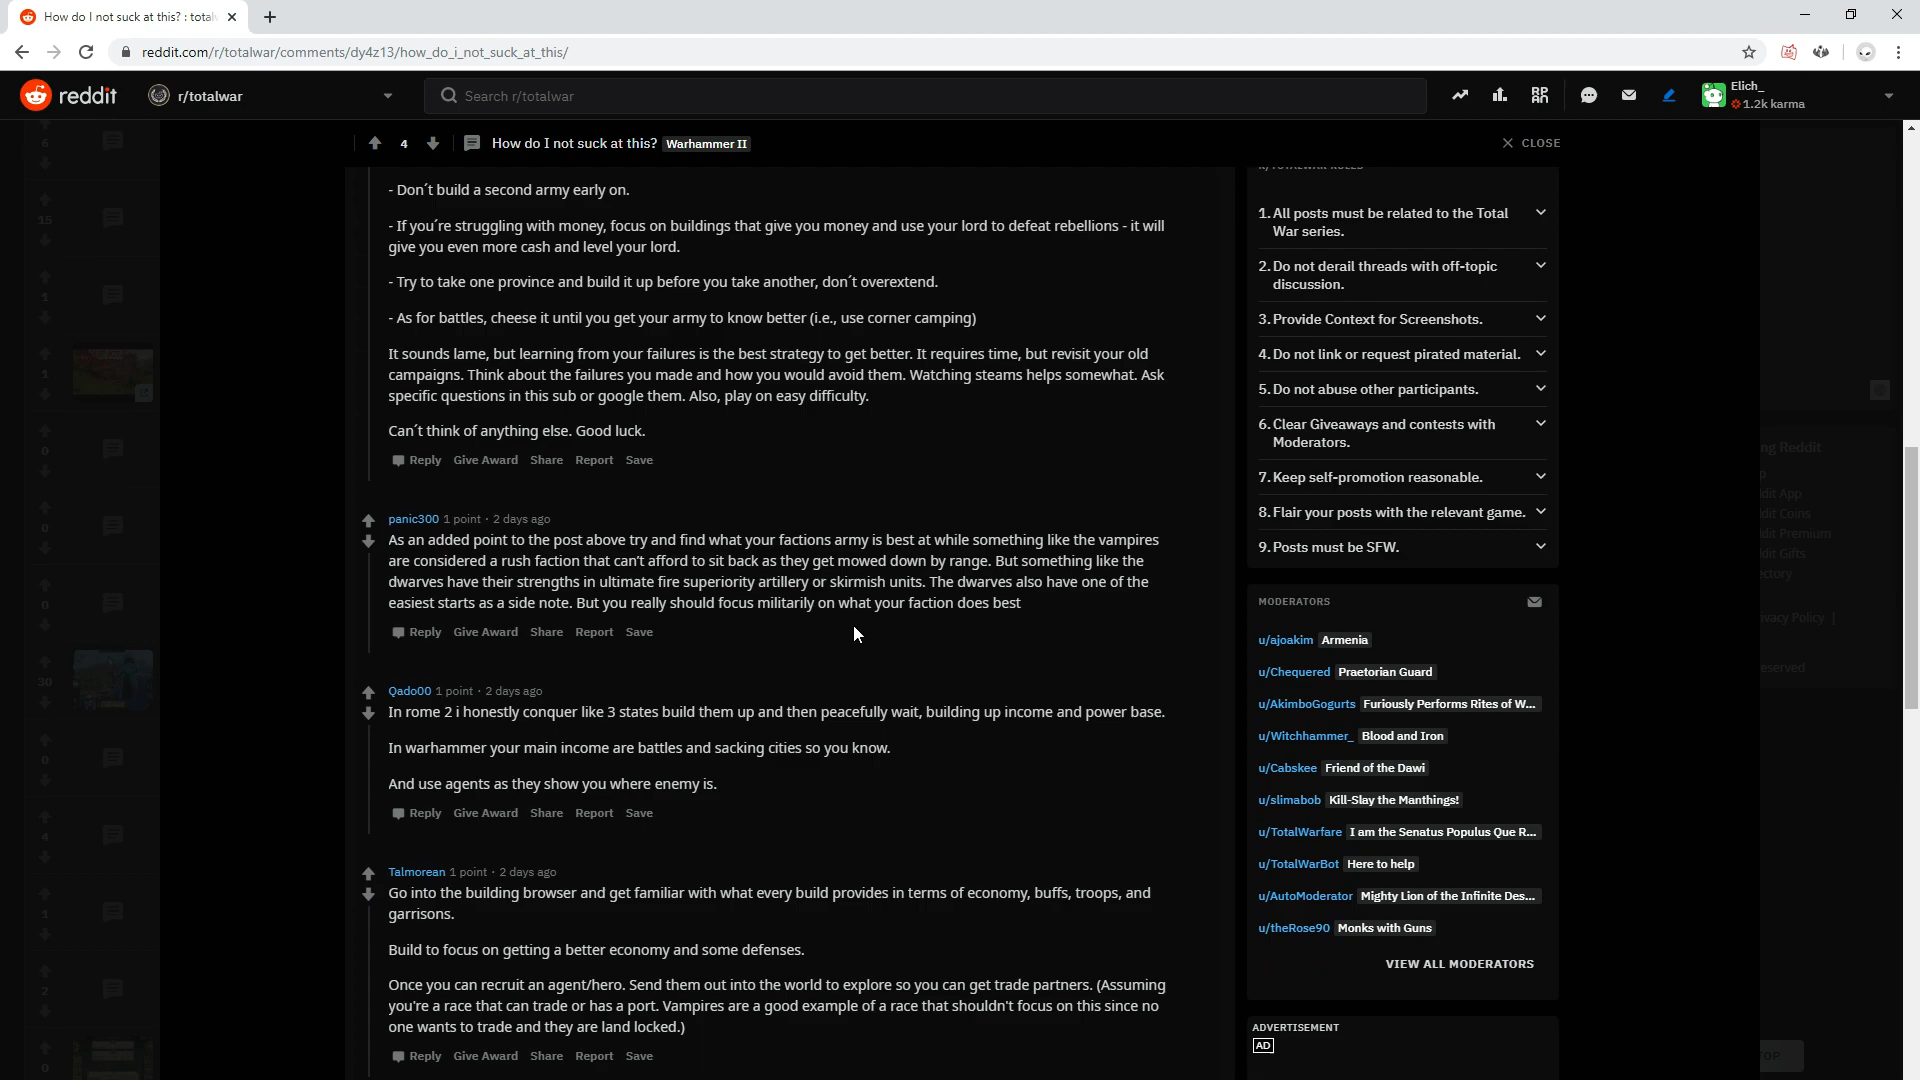 How do I not suck at this? : total
reddit.com/r/totalwar/comments/dy4z13/how_do_i_not_suck_at_this/
reddit
r/totalwar
Search r/totalwar
Elich_
1.2k karma
4
How do I not suck at this? Warhammer II
CLOSE
- Don´t build a second army early on.
- If you´re struggling with money, focus on buildings that give you money and use your lord to defeat rebellions - it will
give you even more cash and level your lord.
- Try to take one province and build it up before you take another, don´t overextend.
- As for battles, cheese it until you get your army to know better (i.e., use corner camping)
It sounds lame, but learning from your failures is the best strategy to get better. It requires time, but revisit your old
campaigns. Think about the failures you made and how you would avoid them. Watching steams helps somewhat. Ask
specific questions in this sub or google them. Also, play on easy difficulty.
Can´t think of anything else. Good luck.
Reply Give Award Share Report Save
panic300 1 point · 2 days ago
As an added point to the post above try and find what your factions army is best at while something like the vampires
are considered a rush faction that can't afford to sit back as they get mowed down by range. But something like the
dwarves have their strengths in ultimate fire superiority artillery or skirmish units. The dwarves also have one of the
easiest starts as a side note. But you really should focus militarily on what your faction does best
Reply Give Award Share Report Save
Qado00 1 point · 2 days ago
In rome 2 i honestly conquer like 3 states build them up and then peacefully wait, building up income and power base.
In warhammer your main income are battles and sacking cities so you know.
And use agents as they show you where enemy is.
Reply Give Award Share Report Save
Talmorean 1 point · 2 days ago
Go into the building browser and get familiar with what every build provides in terms of economy, buffs, troops, and
garrisons.
Build to focus on getting a better economy and some defenses.
Once you can recruit an agent/hero. Send them out into the world to explore so you can get trade partners. (Assuming
you're a race that can trade or has a port. Vampires are a good example of a race that shouldn't focus on this since no
one wants to trade and they are land locked.)
Reply Give Award Share Report Save
1. All posts must be related to the Total
War series.
2. Do not derail threads with off-topic
discussion.
3. Provide Context for Screenshots.
4. Do not link or request pirated material.
5. Do not abuse other participants.
6. Clear Giveaways and contests with
Moderators.
7. Keep self-promotion reasonable.
8. Flair your posts with the relevant game.
9. Posts must be SFW.
MODERATORS
u/ajoakim Armenia
u/Chequered Praetorian Guard
u/AkimboGogurts Furiously Performs Rites of W...
u/Witchhammer_ Blood and Iron
u/Cabskee Friend of the Dawi
u/slimabob Kill-Slay the Manthings!
u/TotalWarfare I am the Senatus Populus Que R...
u/TotalWarBot Here to help
u/AutoModerator Mighty Lion of the Infinite Des...
u/theRose90 Monks with Guns
VIEW ALL MODERATORS
ADVERTISEMENT
AD